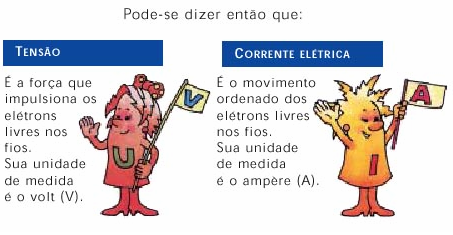 Pode-se dizer então que:
TENSÃO
É a força que
impulsiona os
elétrons
livres nos
fios.
Sua unidade
de medida
é o volt (V).
V
U
CORRENTE ELÉTRICA
É o movimento
ordenado dos
elétrons livres
nos fios.
Sua unidade
de medida
é o ampère (A).
A
I